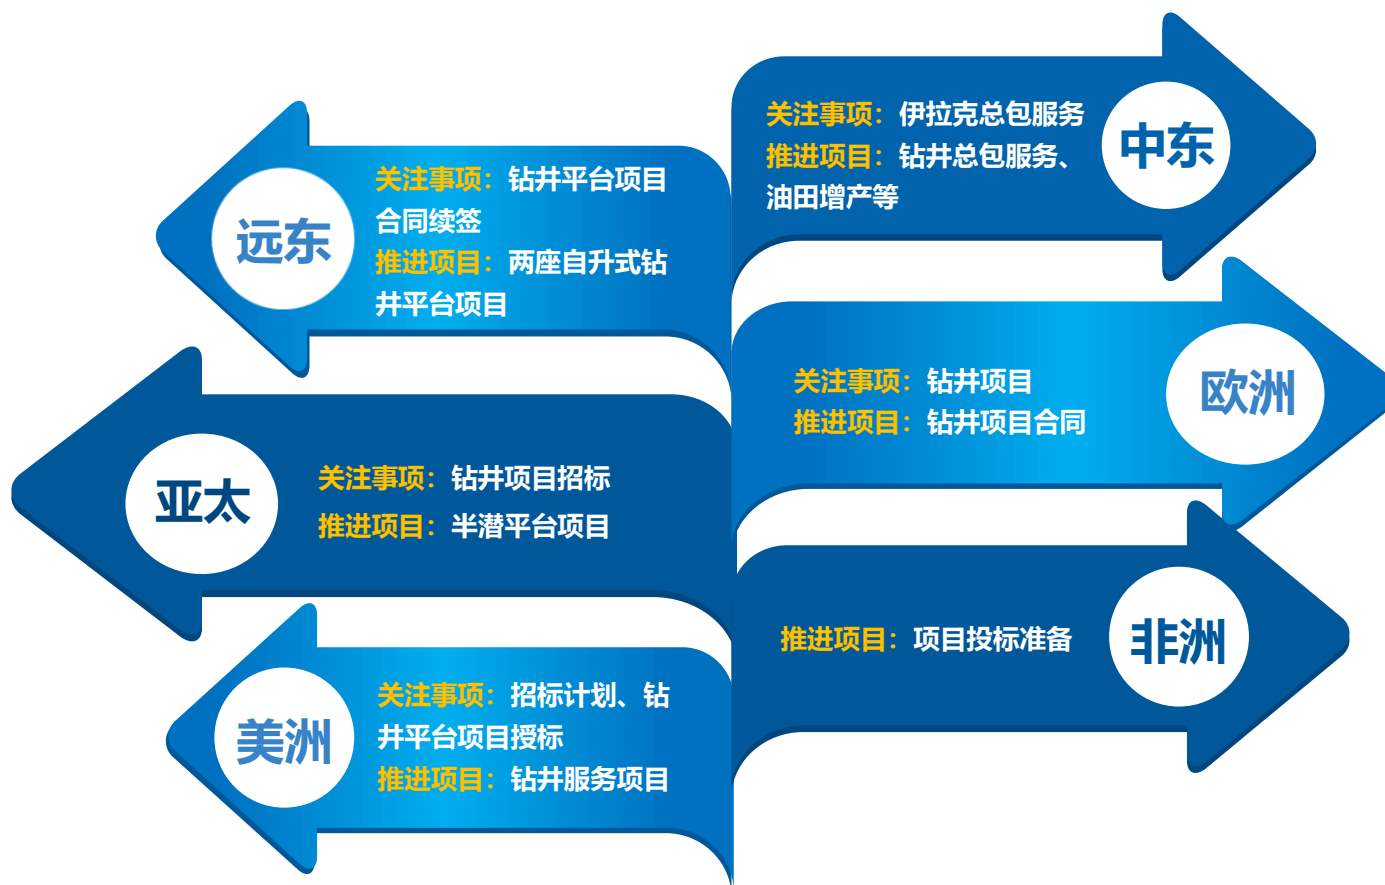 远东
关注事项：钻井平台项目
合同续签
推进项目：两座自升式钻
井平台项目
亚太
关注事项：钻井项目招标
推进项目：半潜平台项目
美洲
关注事项：招标计划、钻
井平台项目授标
推进项目：钻井服务项目
关注事项：伊拉克总包服务
推进项目：钻井总包服务、
油田增产等
中东
关注事项：钻井项目
推进项目：钻井项目合同
欧洲
推进项目：项目投标准备
非洲